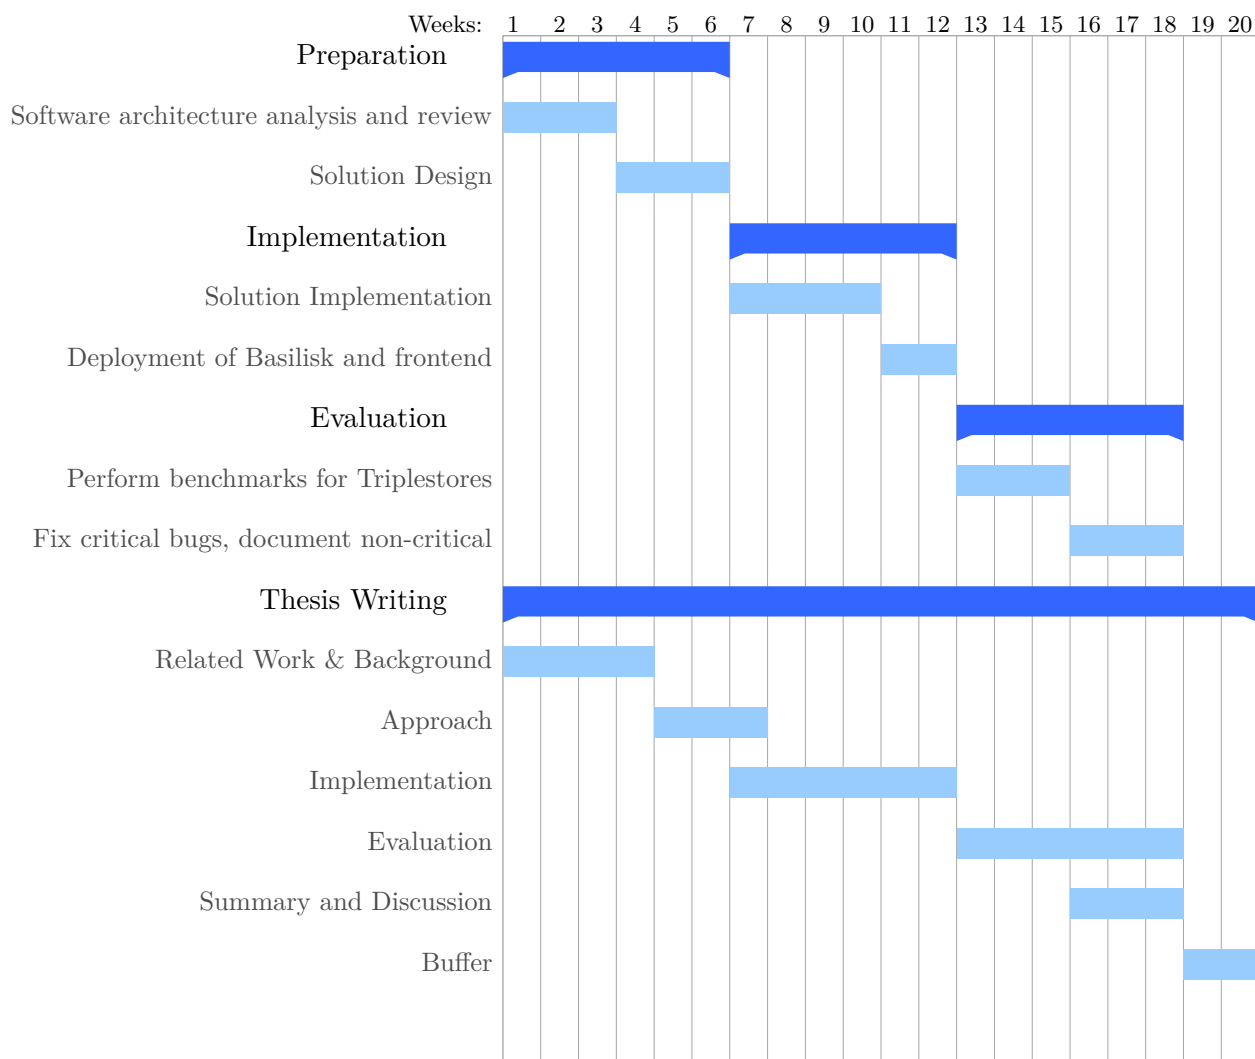 Weeks: 1 2 3 4 5 6 7 8 9 10 11 12 13 14 15 16 17 18 19 20
Preparation
Software architecture analysis and review
Solution Design
Implementation
Solution Implementation
Deployment of Basilisk and frontend
Evaluation
Perform benchmarks for Triplestores
Fix critical bugs, document non-critical
Thesis Writing
Related Work & Background
Approach
Implementation
Evaluation
Summary and Discussion
Buffer